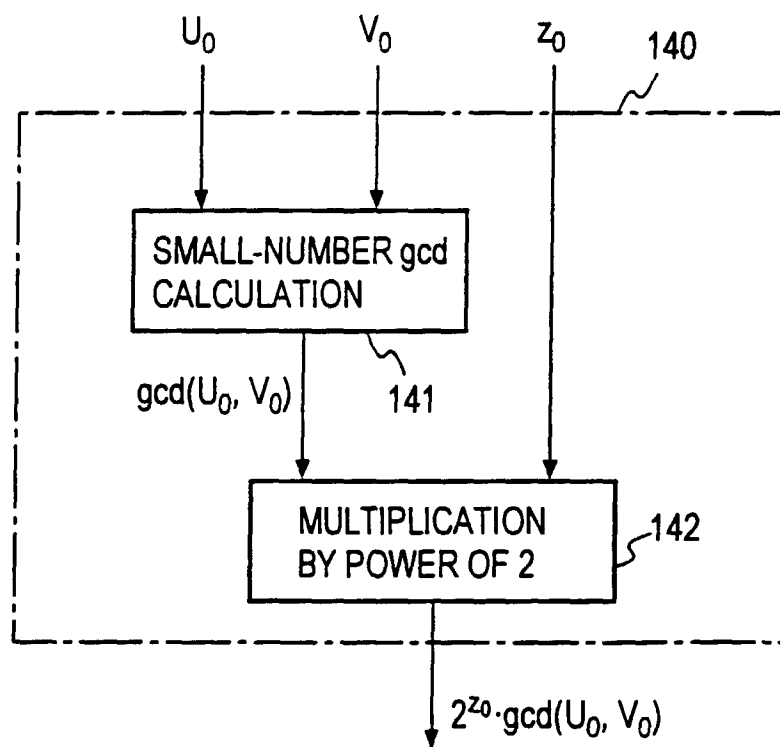 U₀ V₀ z₀
140
SMALL-NUMBER gcd
CALCULATION
gcd(U₀, V₀)
141
MULTIPLICATION
BY POWER OF 2
142
2^z₀·gcd(U₀, V₀)